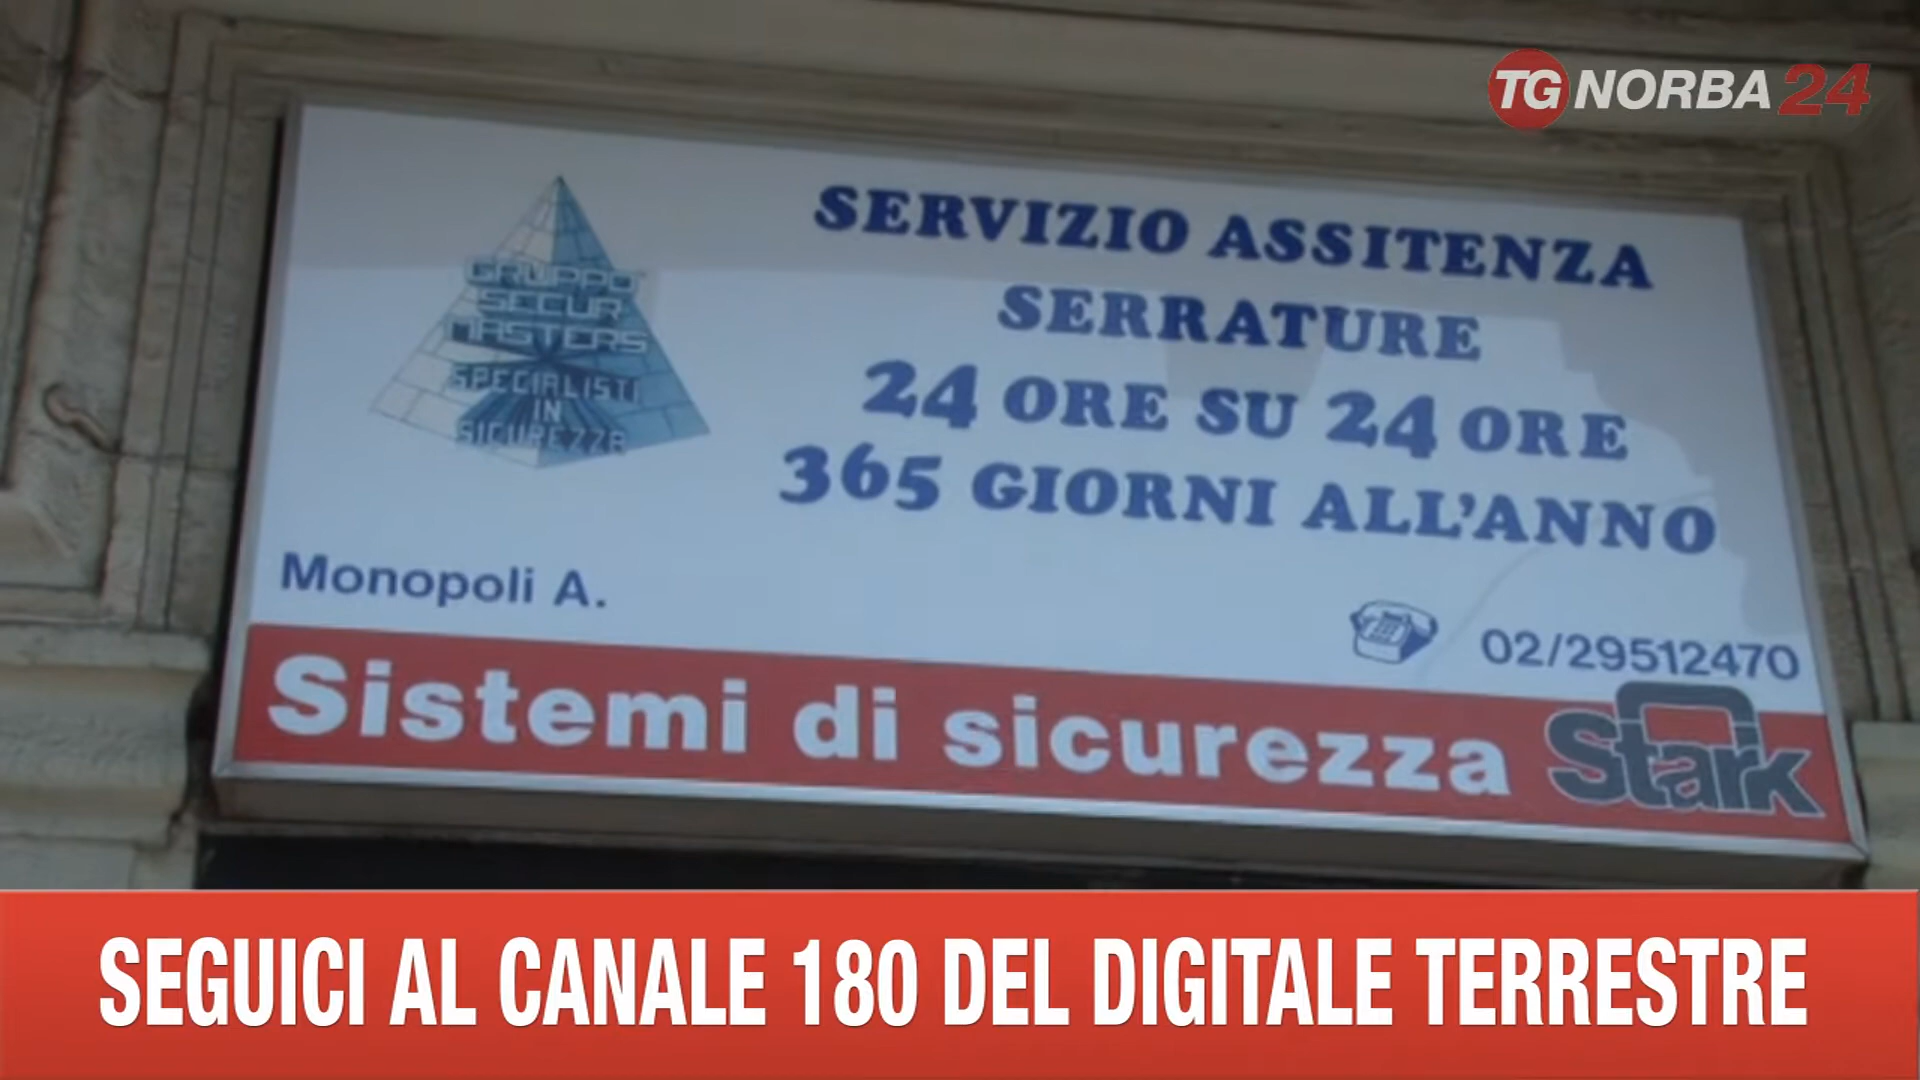 TG NORBA 24
SERVIZIO ASSITENZA
SERRATURE
24 ORE SU 24 ORE
365 GIORNI ALL'ANNO
GRUPPO
SECUR
MASTERS
SPECIALISTI
IN
SICUREZZA
Monopoli A.
02/29512470
Sistemi di sicurezza Stark
SEGUICI AL CANALE 180 DEL DIGITALE TERRESTRE